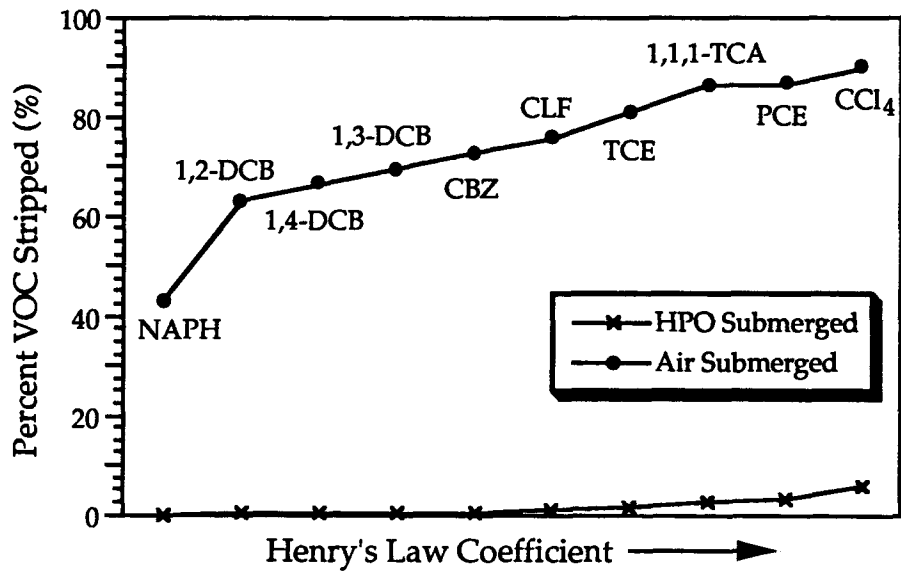 Percent VOC Stripped (%)
100
80
60
40
20
0
NAPH
1,2-DCB
1,4-DCB
1,3-DCB
CBZ
CLF
TCE
1,1,1-TCA
PCE
CCl4
HPO Submerged
Air Submerged
Henry's Law Coefficient